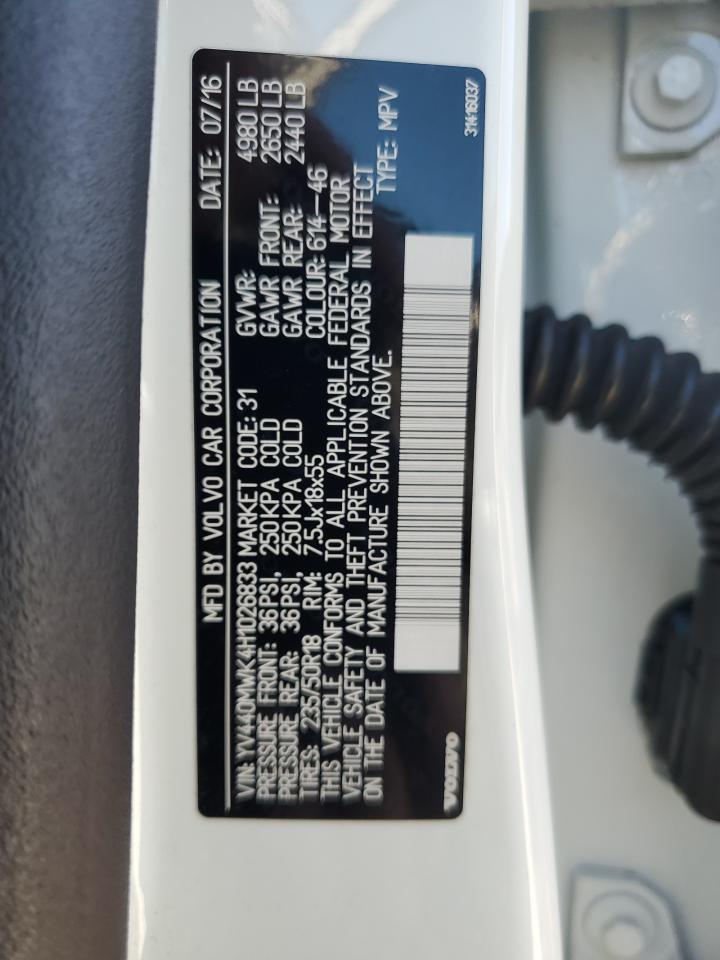 MFD BY VOLVO CAR CORPORATION DATE: 07/16
VIN: YV440MWK4H1026833 MARKET CODE: 31 GVWR: 4980 LB
PRESSURE FRONT: 36PSI, 250KPA COLD GAWR FRONT: 2650 LB
PRESSURE REAR: 36PSI, 250KPA COLD GAWR REAR: 2440 LB
TIRES: 235/50R18 RIM: 7.5Jx18x55 COLOUR: 614-46
THIS VEHICLE CONFORMS TO ALL APPLICABLE FEDERAL MOTOR
VEHICLE SAFETY AND THEFT PREVENTION STANDARDS IN EFFECT
ON THE DATE OF MANUFACTURE SHOWN ABOVE. TYPE: MPV
VOLVO 31416037